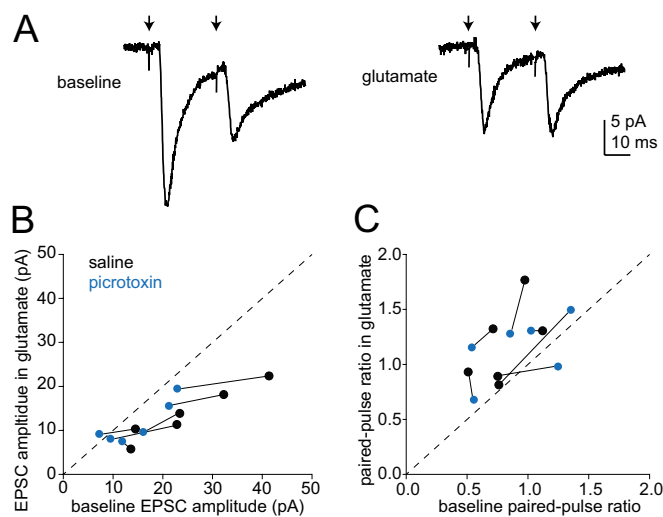 A
baseline
glutamate
5 pA
10 ms
B
EPSC ampltidue in glutamate (pA)
50
40
30
20
10
0
saline
picrotoxin
0 10 20 30 40 50
baseline EPSC amplitude (pA)
C
paired-pulse ratio in glutamate
2.0
1.5
1.0
0.5
0.0
0.0 0.5 1.0 1.5 2.0
baseline paired-pulse ratio